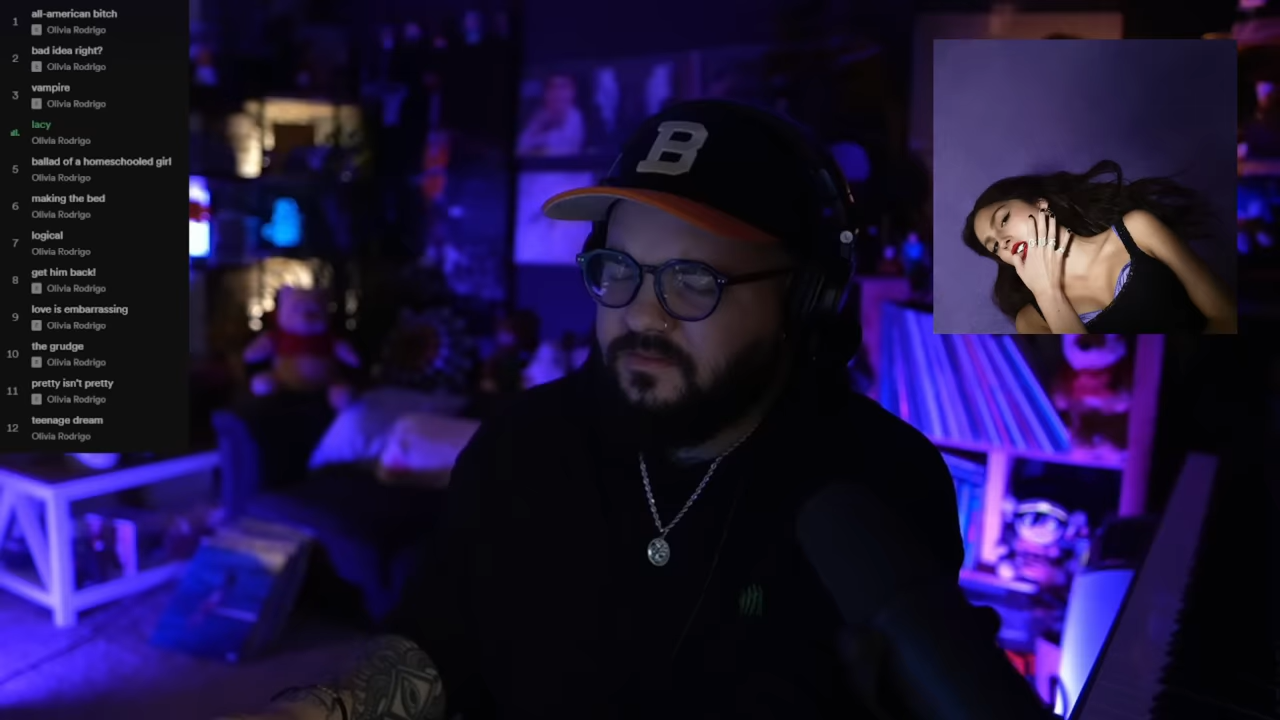 1
all-american bitch
E Olivia Rodrigo
2
bad idea right?
E Olivia Rodrigo
3
vampire
E Olivia Rodrigo
lacy
Olivia Rodrigo
5
ballad of a homeschooled girl
Olivia Rodrigo
6
making the bed
Olivia Rodrigo
7
logical
Olivia Rodrigo
8
get him back!
E Olivia Rodrigo
9
love is embarrassing
E Olivia Rodrigo
10
the grudge
E Olivia Rodrigo
11
pretty isn't pretty
E Olivia Rodrigo
12
teenage dream
Olivia Rodrigo
B